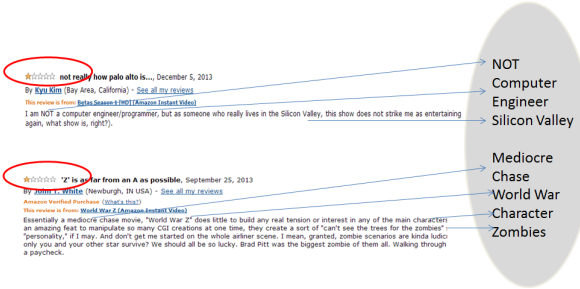 not really how palo alto is..., December 5, 2013
By Kyu Kim (Bay Area, California) - See all my reviews
This review is from: Betas Season 1 [HD] (Amazon Instant Video)
I am NOT a computer engineer/programmer, but as someone who really lives in the Silicon Valley, this show does not strike me as entertaining
again, what show is, right?).
'Z' is as far from an A as possible, September 25, 2013
By John T. White (Newburgh, IN USA) - See all my reviews
Amazon Verified Purchase (What's this?)
This review is from: World War Z (Amazon Instant Video)
Essentially a mediocre chase movie, "World War Z" does little to build any real tension or interest in any of the main characters
an amazing feat to manipulate so many CGI creations at one time, they create a sort of "can't see the trees for the zombies"
"personality," if I may. And don't get me started on the whole airliner scene. I mean, granted, zombie scenarios are kinda ludic
only you and your other star survive? We should all be so lucky. Brad Pitt was the biggest zombie of them all. Walking through
a paycheck.
NOT
Computer
Engineer
Silicon Valley
Mediocre
Chase
World War
Character
Zombies